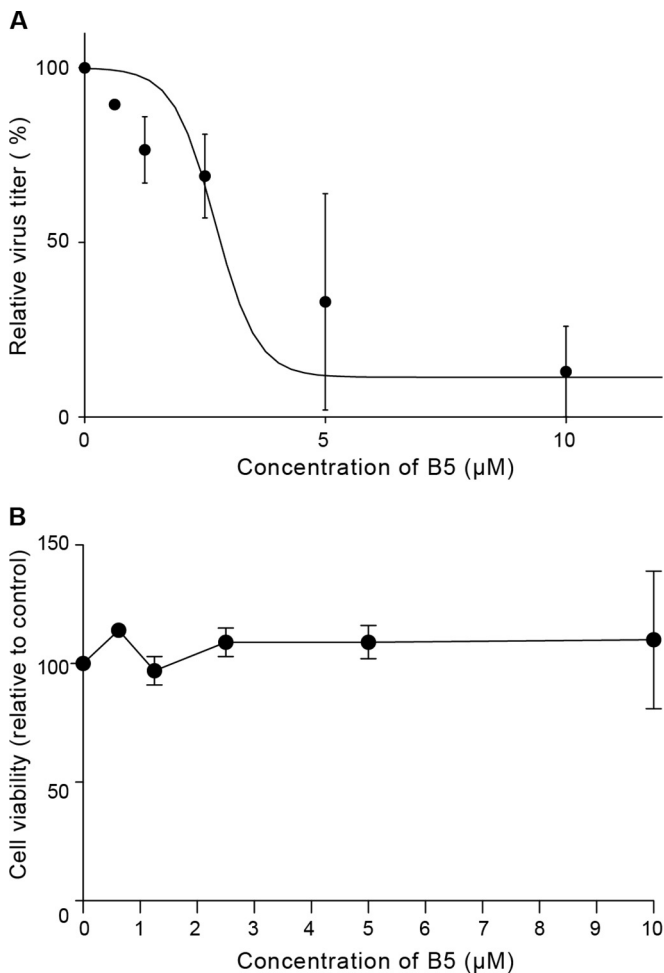 A
Relative virus titer ( %)
100
50
0
0
5
10
Concentration of B5 (µM)
B
Cell viability (relative to control)
150
100
50
0
0 1 2 3 4 5 6 7 8 9 10
Concentration of B5 (µM)